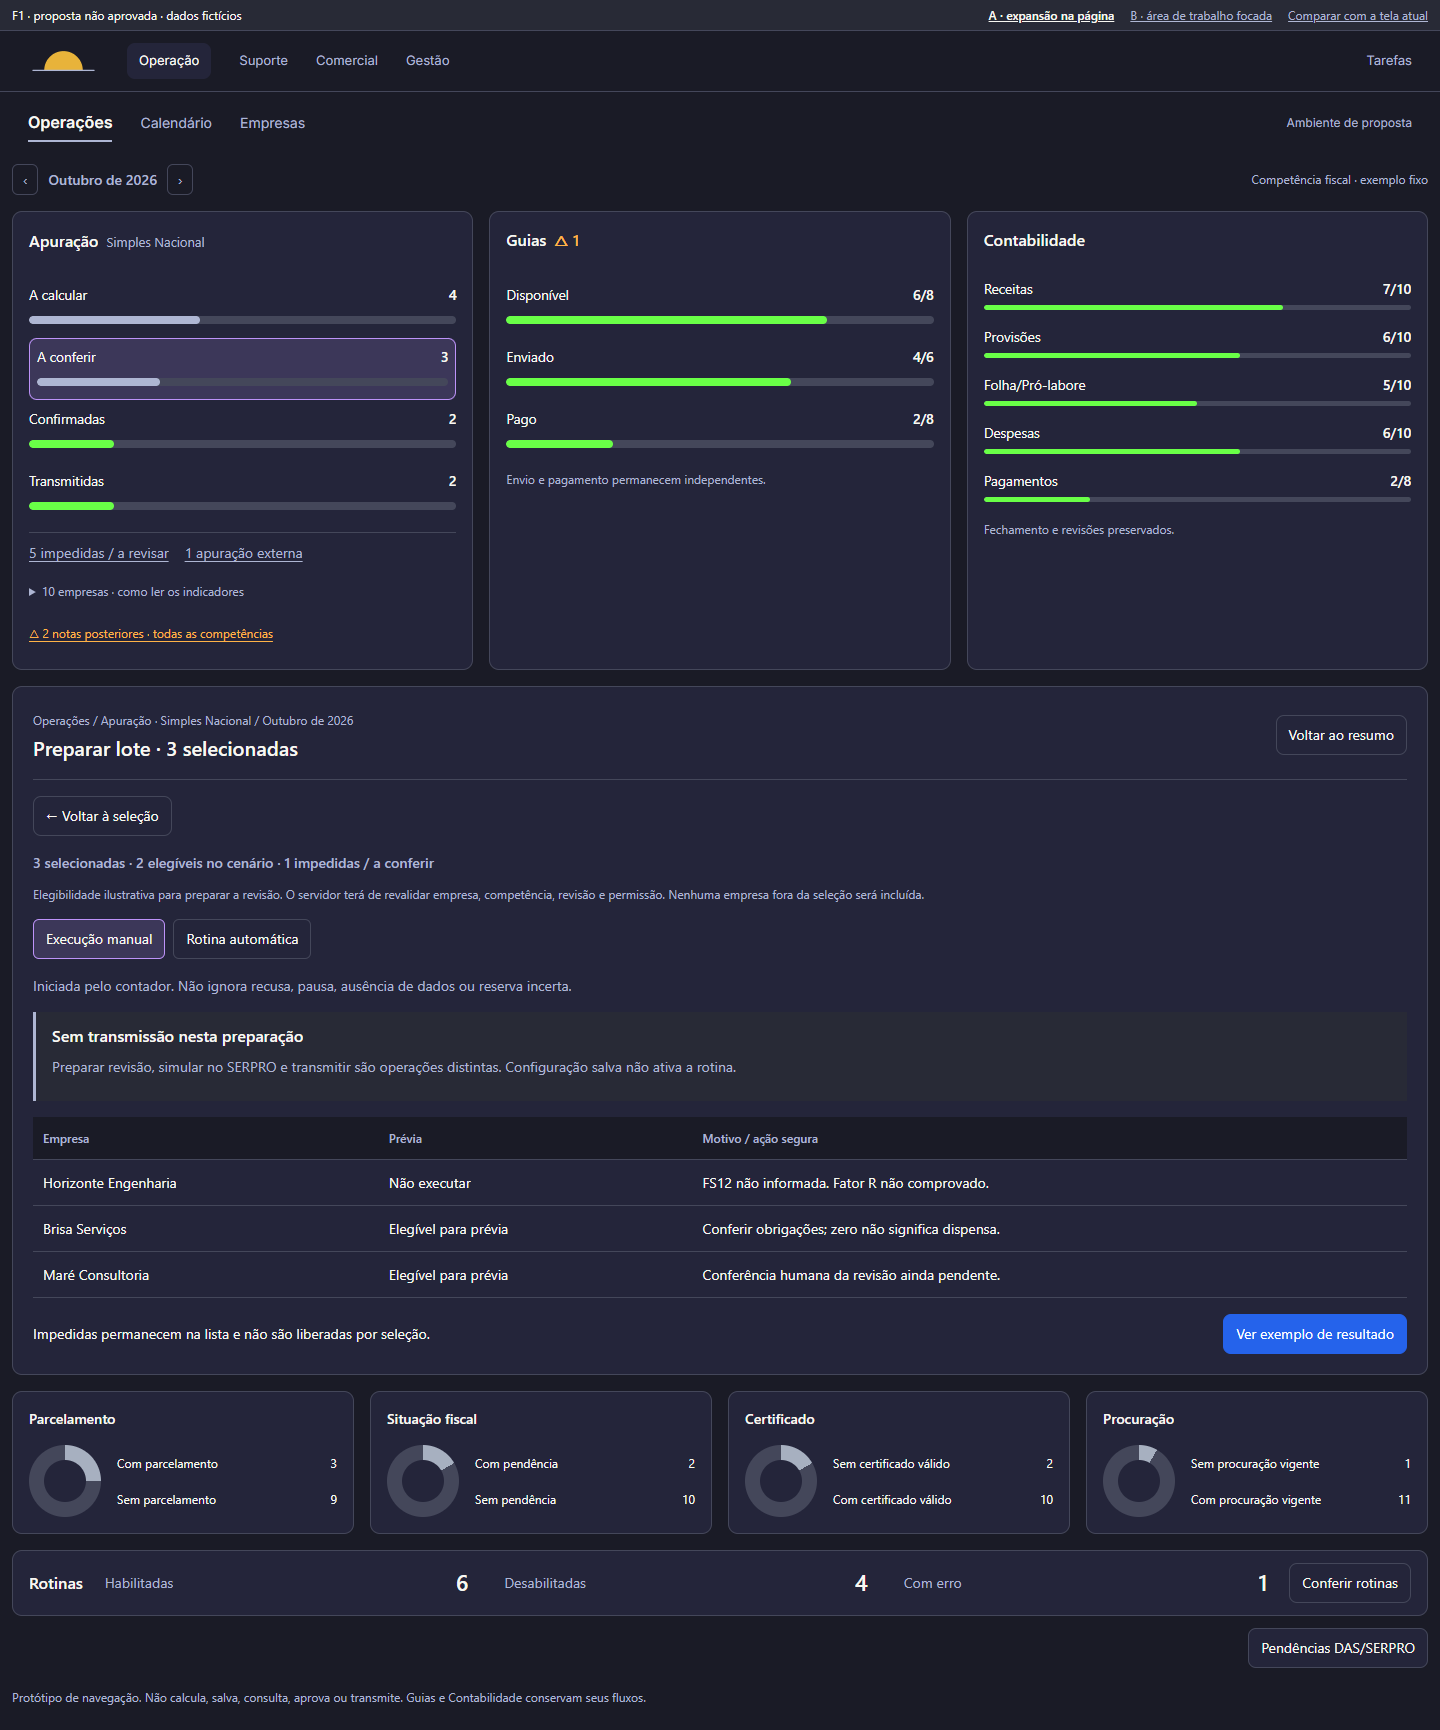 F1 · proposta não aprovada · dados fictícios
A · expansão na página
B · área de trabalho focada
Comparar com a tela atual
Operação
Suporte
Comercial
Gestão
Tarefas
Operações
Calendário
Empresas
Ambiente de proposta
‹ Outubro de 2026 ›
Competência fiscal · exemplo fixo
Apuração Simples Nacional
A calcular 4
A conferir 3
Confirmadas 2
Transmitidas 2
5 impedidas / a revisar 1 apuração externa
▶ 10 empresas · como ler os indicadores
△ 2 notas posteriores · todas as competências
Guias △ 1
Disponível 6/8
Enviado 4/6
Pago 2/8
Envio e pagamento permanecem independentes.
Contabilidade
Receitas 7/10
Provisões 6/10
Folha/Pró-labore 5/10
Despesas 6/10
Pagamentos 2/8
Fechamento e revisões preservados.
Operações / Apuração · Simples Nacional / Outubro de 2026
Preparar lote · 3 selecionadas
Voltar ao resumo
← Voltar à seleção
3 selecionadas · 2 elegíveis no cenário · 1 impedidas / a conferir
Elegibilidade ilustrativa para preparar a revisão. O servidor terá de revalidar empresa, competência, revisão e permissão. Nenhuma empresa fora da seleção será incluída.
Execução manual
Rotina automática
Iniciada pelo contador. Não ignora recusa, pausa, ausência de dados ou reserva incerta.
Sem transmissão nesta preparação
Preparar revisão, simular no SERPRO e transmitir são operações distintas. Configuração salva não ativa a rotina.
Empresa Prévia Motivo / ação segura
Horizonte Engenharia Não executar FS12 não informada. Fator R não comprovado.
Brisa Serviços Elegível para prévia Conferir obrigações; zero não significa dispensa.
Maré Consultoria Elegível para prévia Conferência humana da revisão ainda pendente.
Impedidas permanecem na lista e não são liberadas por seleção.
Ver exemplo de resultado
Parcelamento
Com parcelamento 3
Sem parcelamento 9
Situação fiscal
Com pendência 2
Sem pendência 10
Certificado
Sem certificado válido 2
Com certificado válido 10
Procuração
Sem procuração vigente 1
Com procuração vigente 11
Rotinas Habilitadas 6 Desabilitadas 4 Com erro 1 Conferir rotinas
Pendências DAS/SERPRO
Protótipo de navegação. Não calcula, salva, consulta, aprova ou transmite. Guias e Contabilidade conservam seus fluxos.